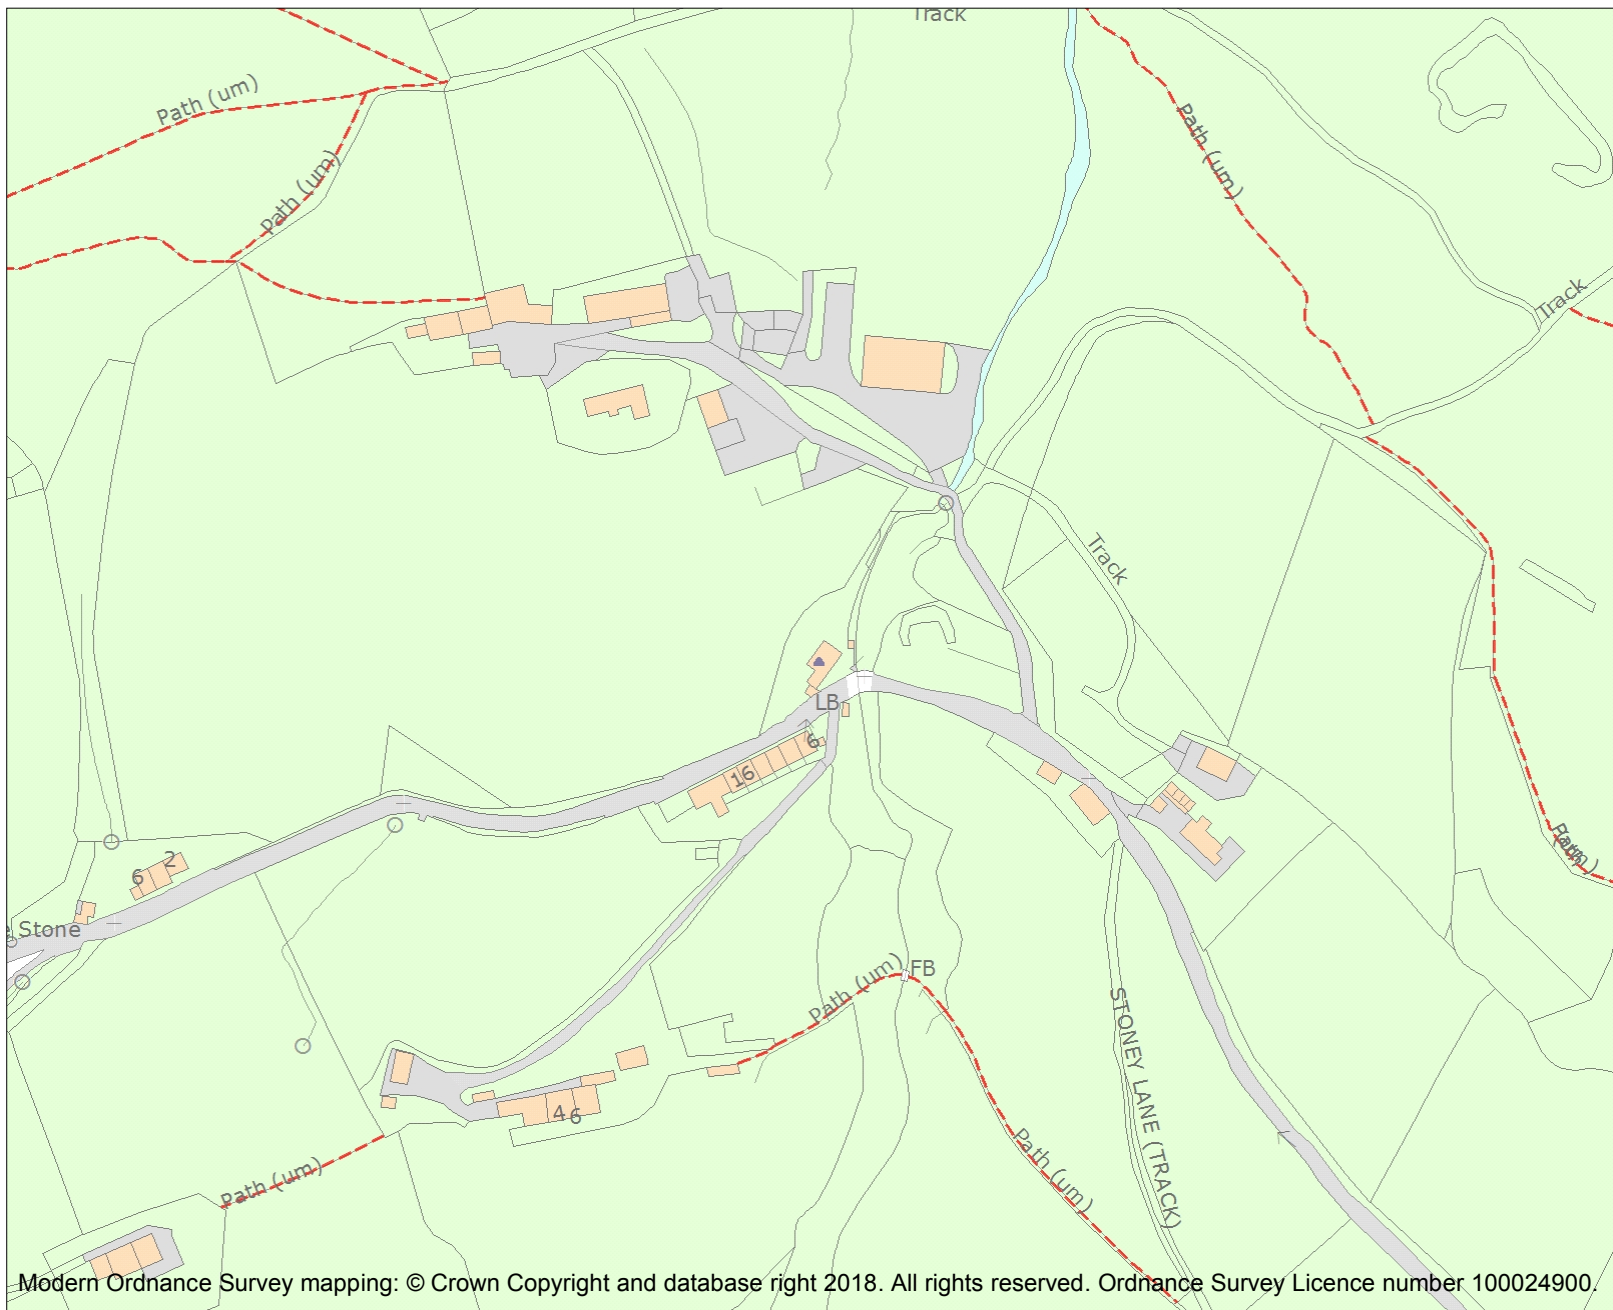 Track
Path (um)
Path (um)
Path (um)
Track
Track
LB
6
16
2
6
Stone
FB
Path (um)
STONEY LANE (TRACK)
4
6
Path (um)
Path (um)
Modern Ordnance Survey mapping: © Crown Copyright and database right 2018. All rights reserved. Ordnance Survey Licence number 100024900.